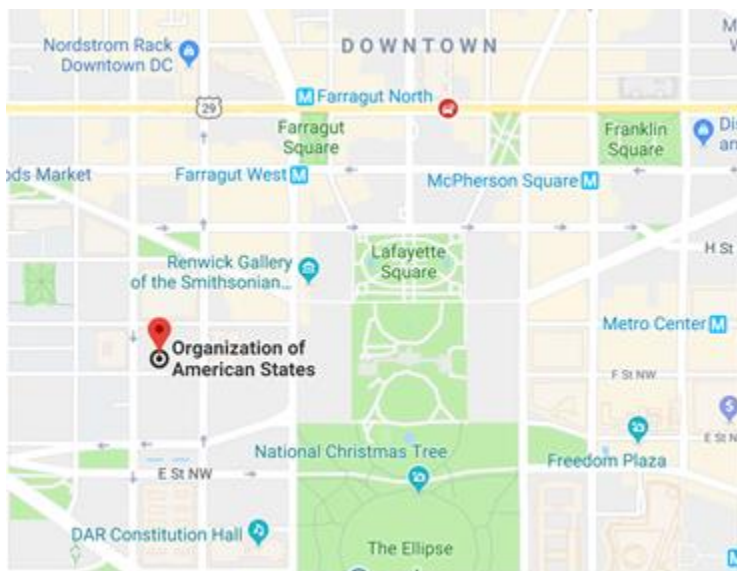 Nordstrom Rack
Downtown DC
DOWNTOWN
M
29
M Farragut North
Farragut
Square
Franklin
Square
ods Market
Farragut West M
McPherson Square M
Renwick Gallery
of the Smithsonian...
Lafayette
Square
H St
Metro Center M
Organization of
American States
F St NW
S
E St N
National Christmas Tree
Freedom Plaza
E St NW
DAR Constitution Hall
The Ellipse
M